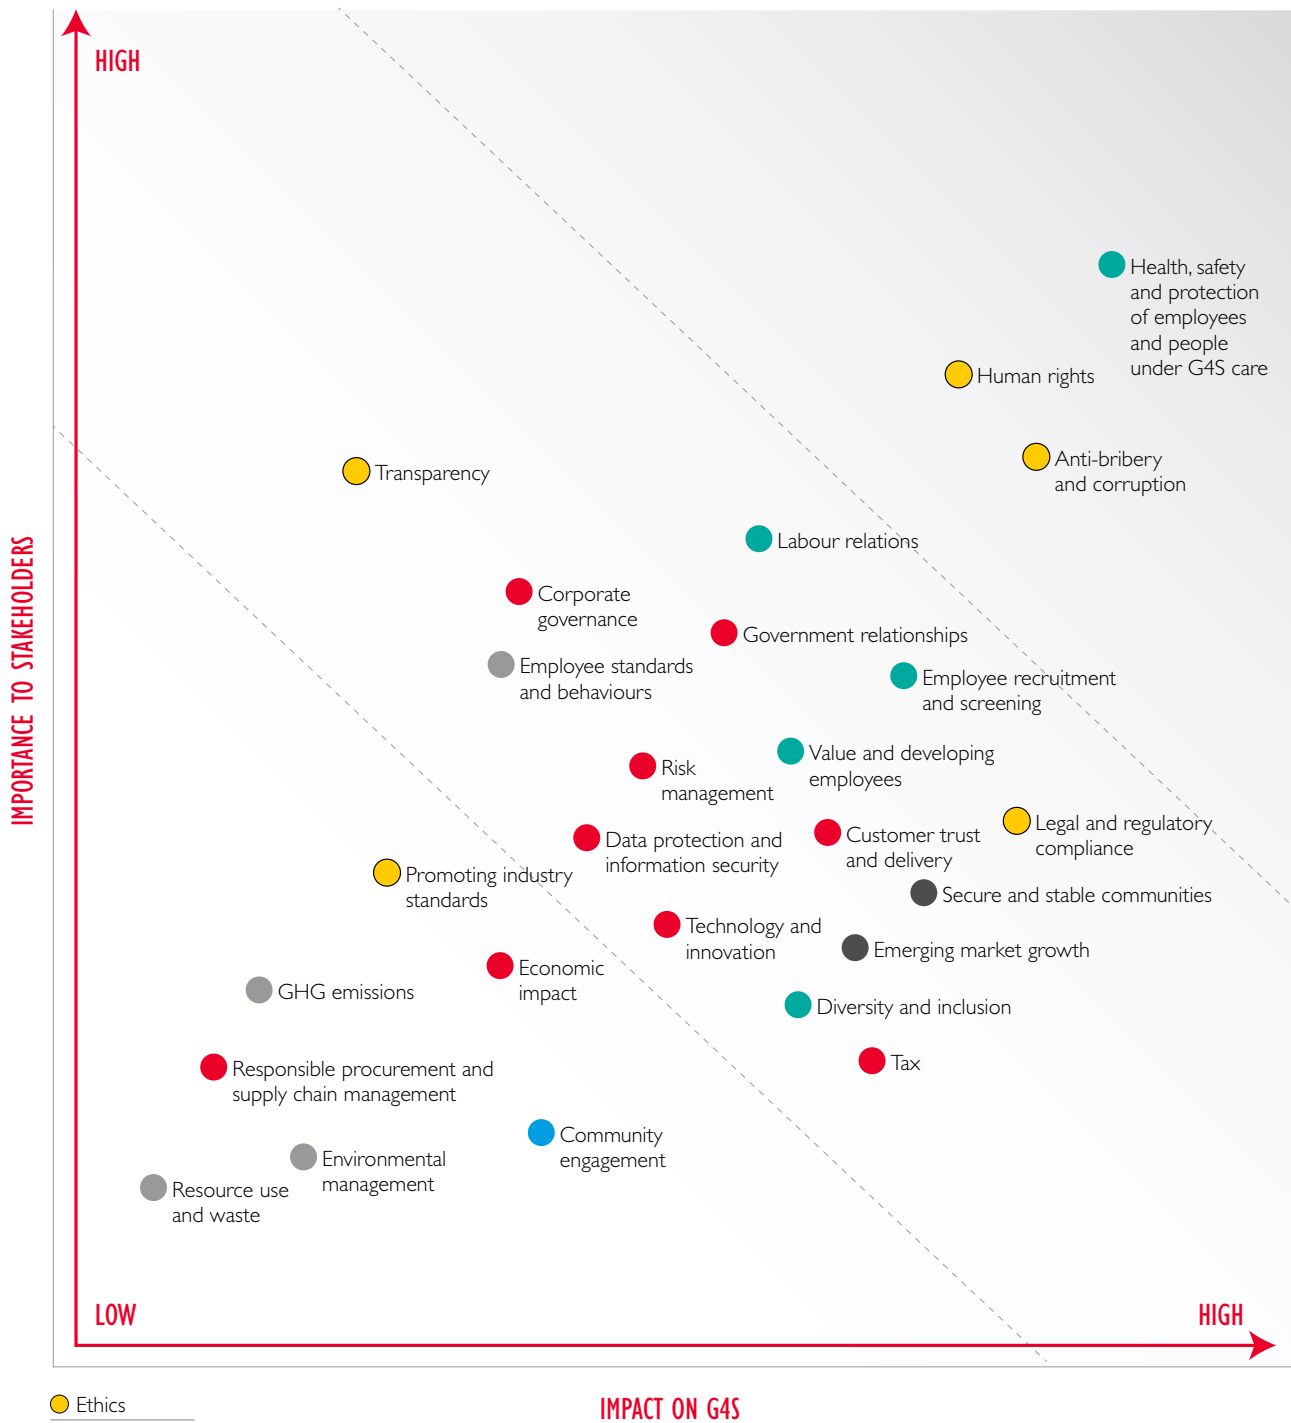 HIGH
Health, safety
and protection
of employees
and people
under G4S care
Human rights
Anti-bribery
and corruption
Transparency
Labour relations
Corporate
governance
Government relationships
Employee standards
and behaviours
Employee recruitment
and screening
Value and developing
employees
Risk
management
Legal and regulatory
compliance
Customer trust
and delivery
Data protection and
information security
Promoting industry
standards
Secure and stable communities
Technology and
innovation
Emerging market growth
Economic
impact
GHG emissions
Diversity and inclusion
Tax
Responsible procurement and
supply chain management
Community
engagement
Environmental
management
Resource use
and waste
IMPORTANCE TO STAKEHOLDERS
LOW
HIGH
Ethics
IMPACT ON G4S